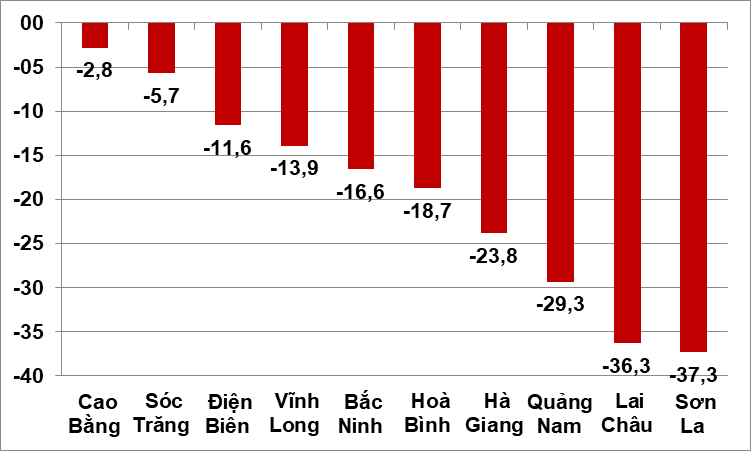 00
-05
-10
-15
-20
-25
-30
-35
-40
-2,8
-5,7
-11,6
-13,9
-16,6
-18,7
-23,8
-29,3
-36,3
-37,3
Cao
Bằng
Sóc
Trăng
Điện
Biên
Vĩnh
Long
Bắc
Ninh
Hoà
Bình
Hà
Giang
Quảng
Nam
Lai
Châu
Sơn
La